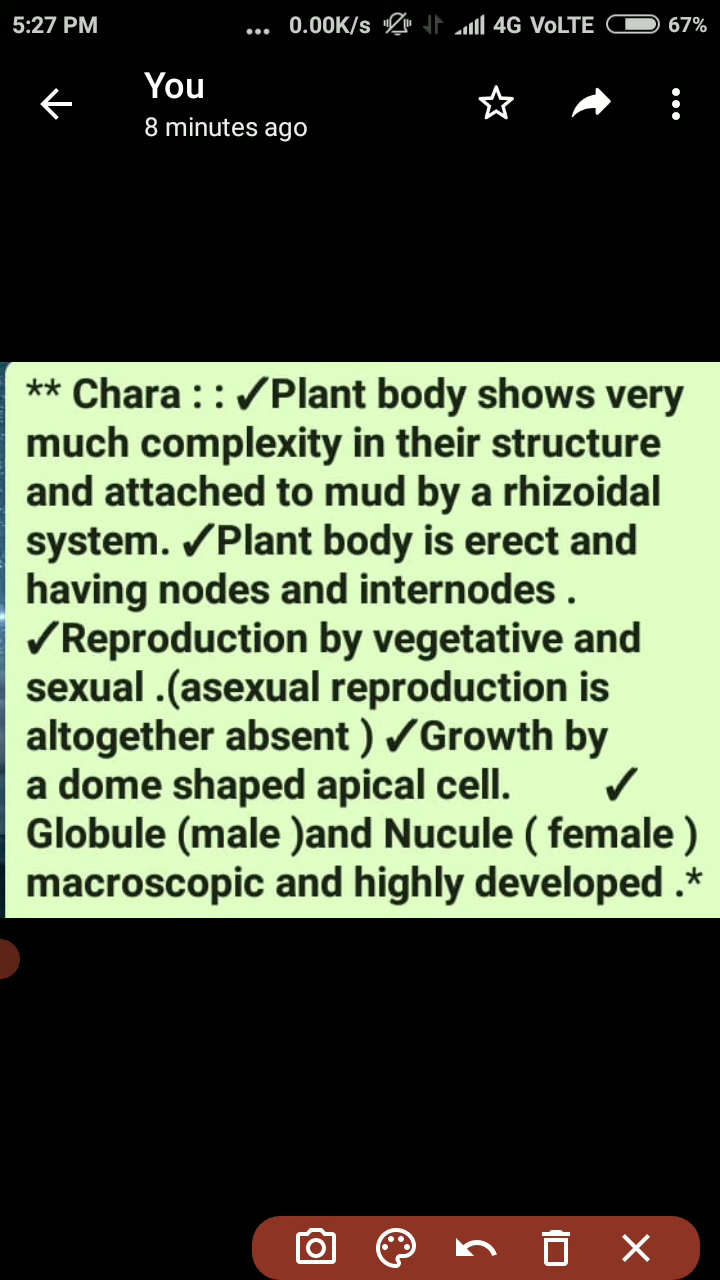 5:27 PM ... 0.00K/s 4G VoLTE 67%
You
8 minutes ago
** Chara : : ✓Plant body shows very
much complexity in their structure
and attached to mud by a rhizoidal
system. ✓Plant body is erect and
having nodes and internodes .
✓Reproduction by vegetative and
sexual .(asexual reproduction is
altogether absent ) ✓Growth by
a dome shaped apical cell. ✓
Globule (male )and Nucule ( female )
macroscopic and highly developed .*